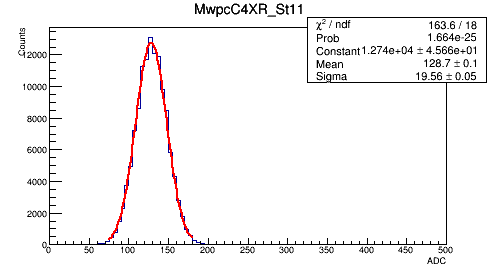 MwpcC4XR_St11
χ² / ndf 163.6 / 18
Prob 1.664e-25
Constant 1.274e+04 ± 4.566e+01
Mean 128.7 ± 0.1
Sigma 19.56 ± 0.05
Counts
12000
10000
8000
6000
4000
2000
0
0 50 100 150 200 250 300 350 400 450 500
ADC